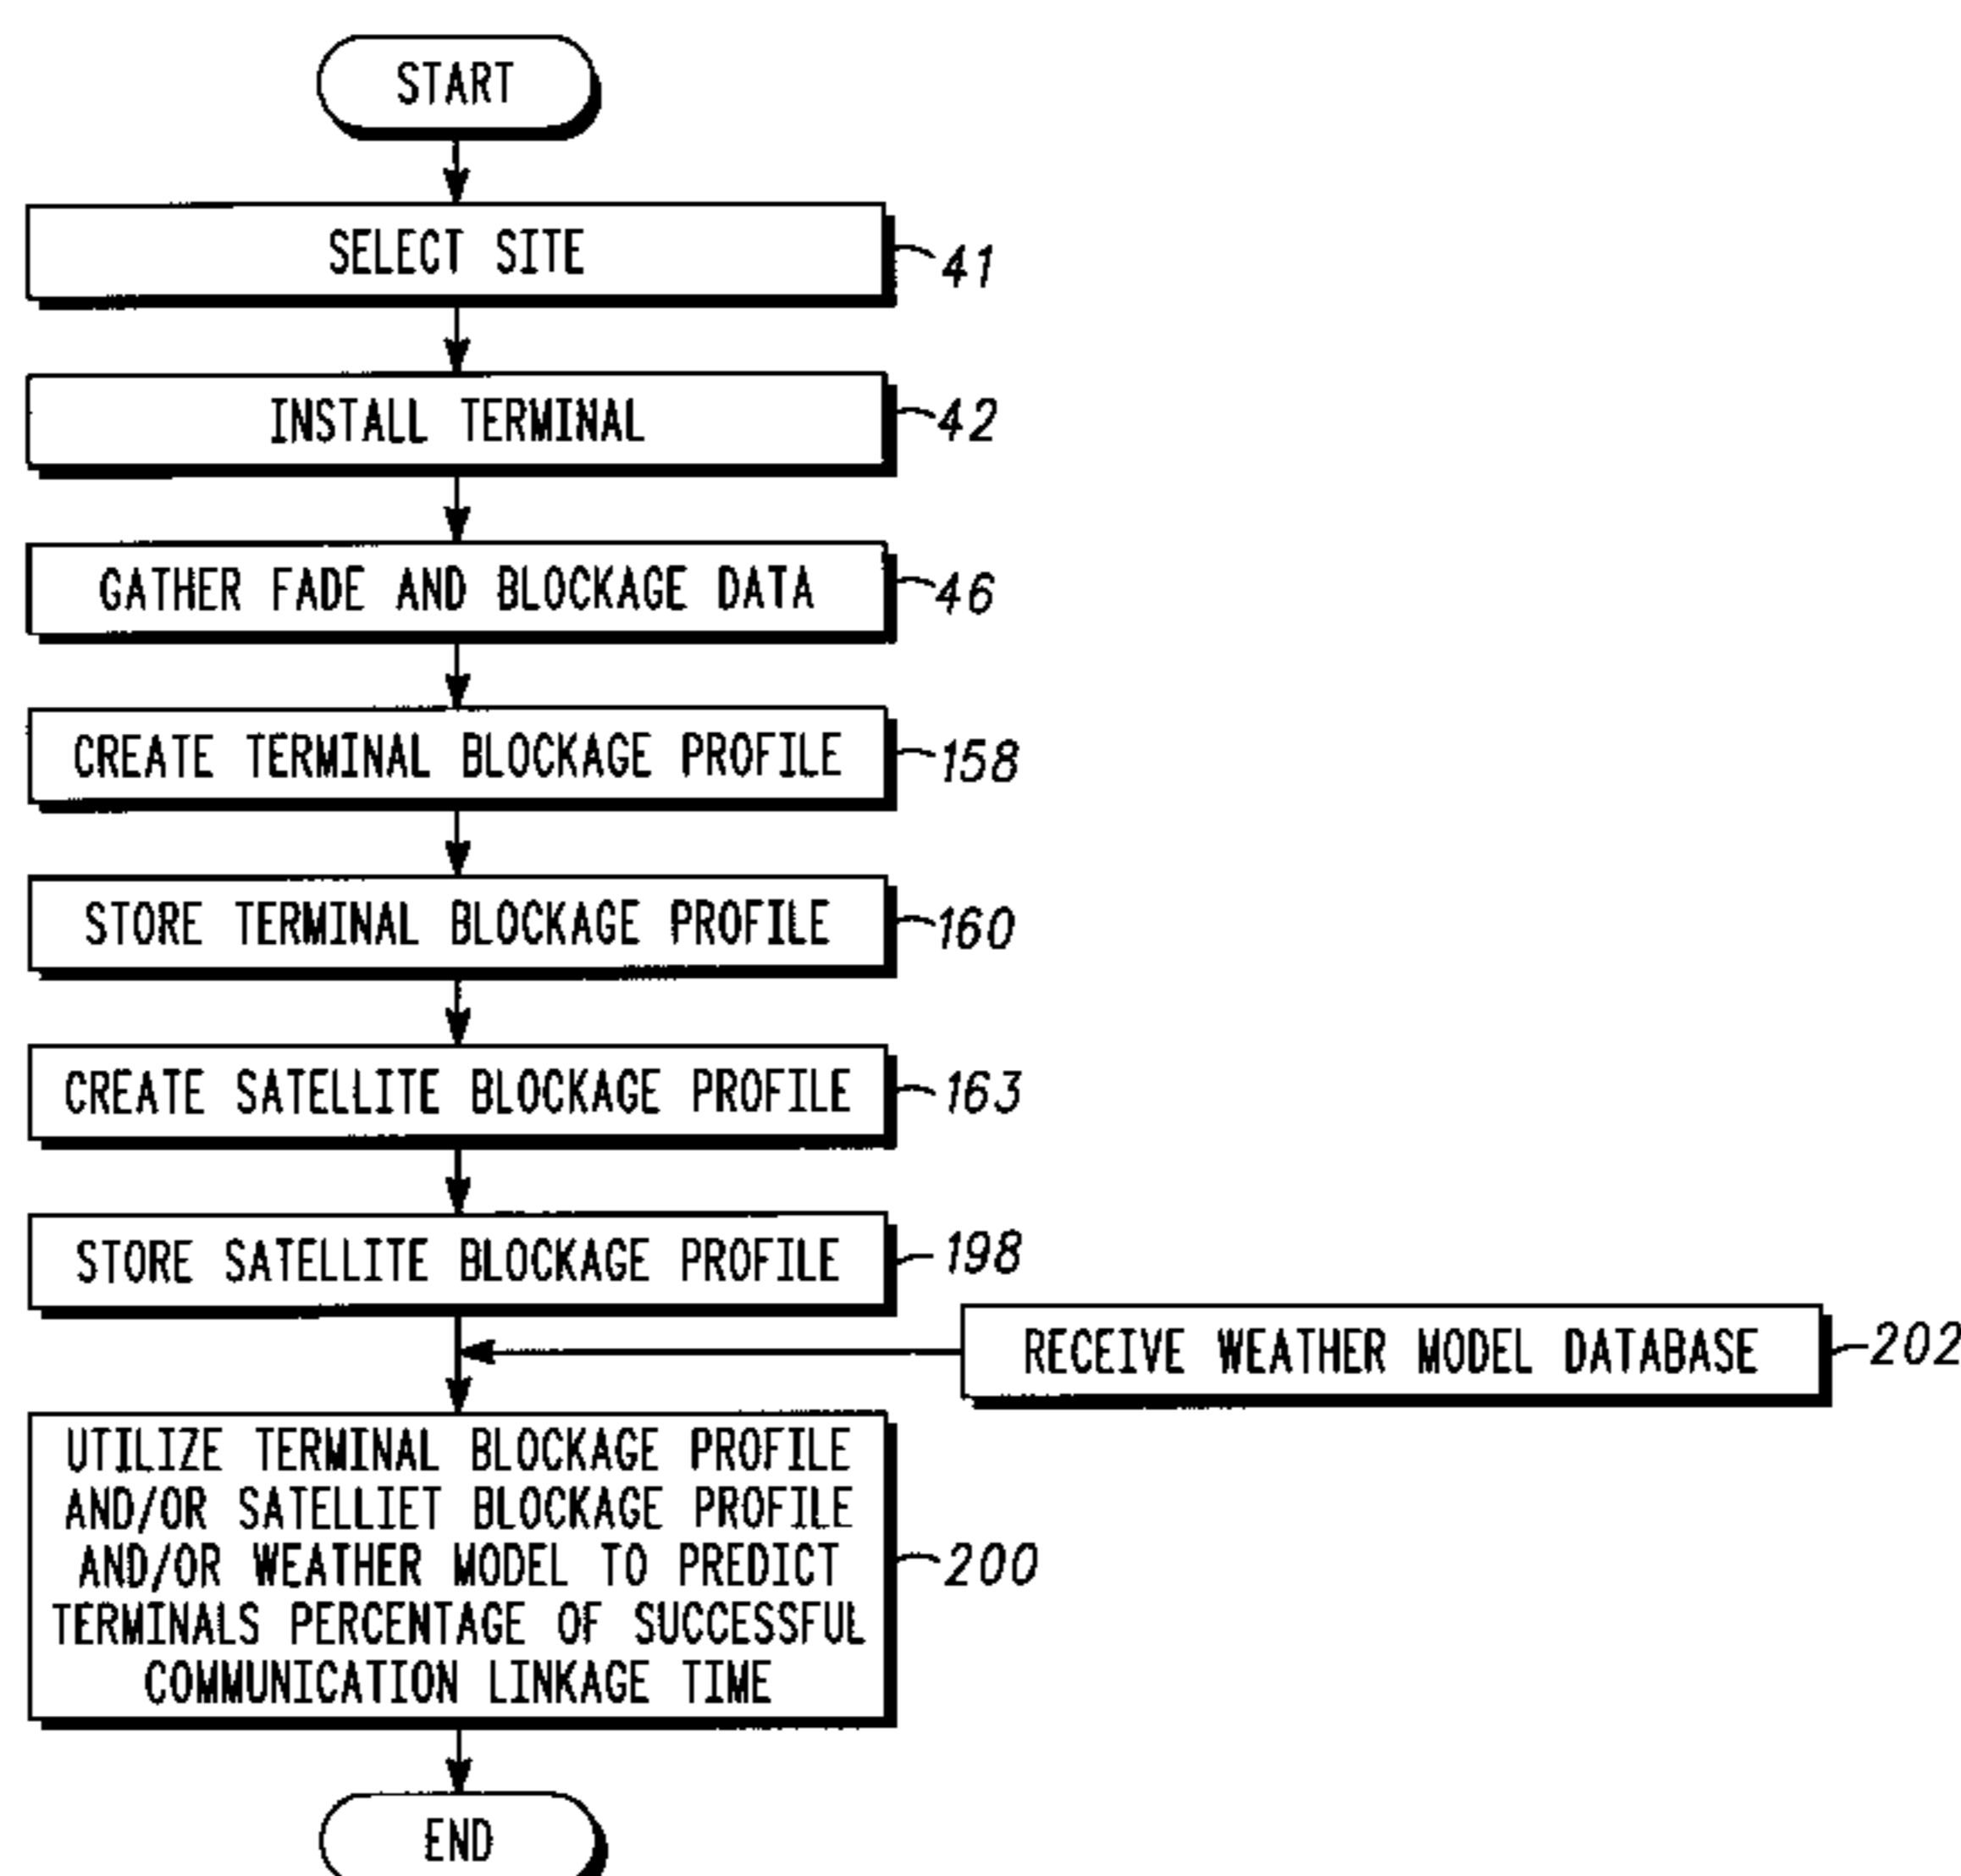 START
SELECT SITE
41
INSTALL TERMINAL
42
GATHER FADE AND BLOCKAGE DATA
46
CREATE TERMINAL BLOCKAGE PROFILE
158
STORE TERMINAL BLOCKAGE PROFILE
160
CREATE SATELLITE BLOCKAGE PROFILE
163
STORE SATELLITE BLOCKAGE PROFILE
198
RECEIVE WEATHER MODEL DATABASE
202
UTILIZE TERMINAL BLOCKAGE PROFILE
AND/OR SATELLIET BLOCKAGE PROFILE
AND/OR WEATHER MODEL TO PREDICT
TERMINALS PERCENTAGE OF SUCCESSFUL
COMMUNICATION LINKAGE TIME
200
END